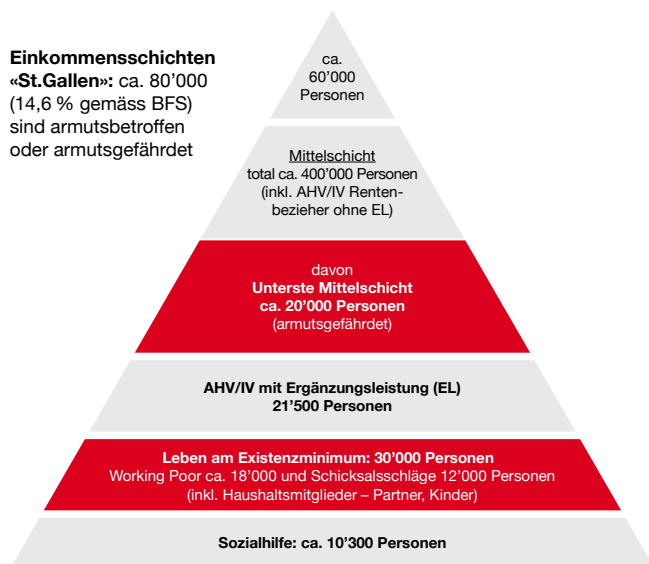 Einkommensschichten
«St.Gallen»: ca. 80’000
(14,6 % gemäss BFS)
sind armutsbetroffen
oder armutsgefährdet
ca.
60’000
Personen
Mittelschicht
total ca. 400’000 Personen
(inkl. AHV/IV Renten-
bezieher ohne EL)
davon
Unterste Mittelschicht
ca. 20’000 Personen
(armutsgefährdet)
AHV/IV mit Ergänzungsleistung (EL)
21’500 Personen
Leben am Existenzminimum: 30’000 Personen
Working Poor ca. 18’000 und Schicksalsschläge 12’000 Personen
(inkl. Haushaltsmitglieder – Partner, Kinder)
Sozialhilfe: ca. 10’300 Personen